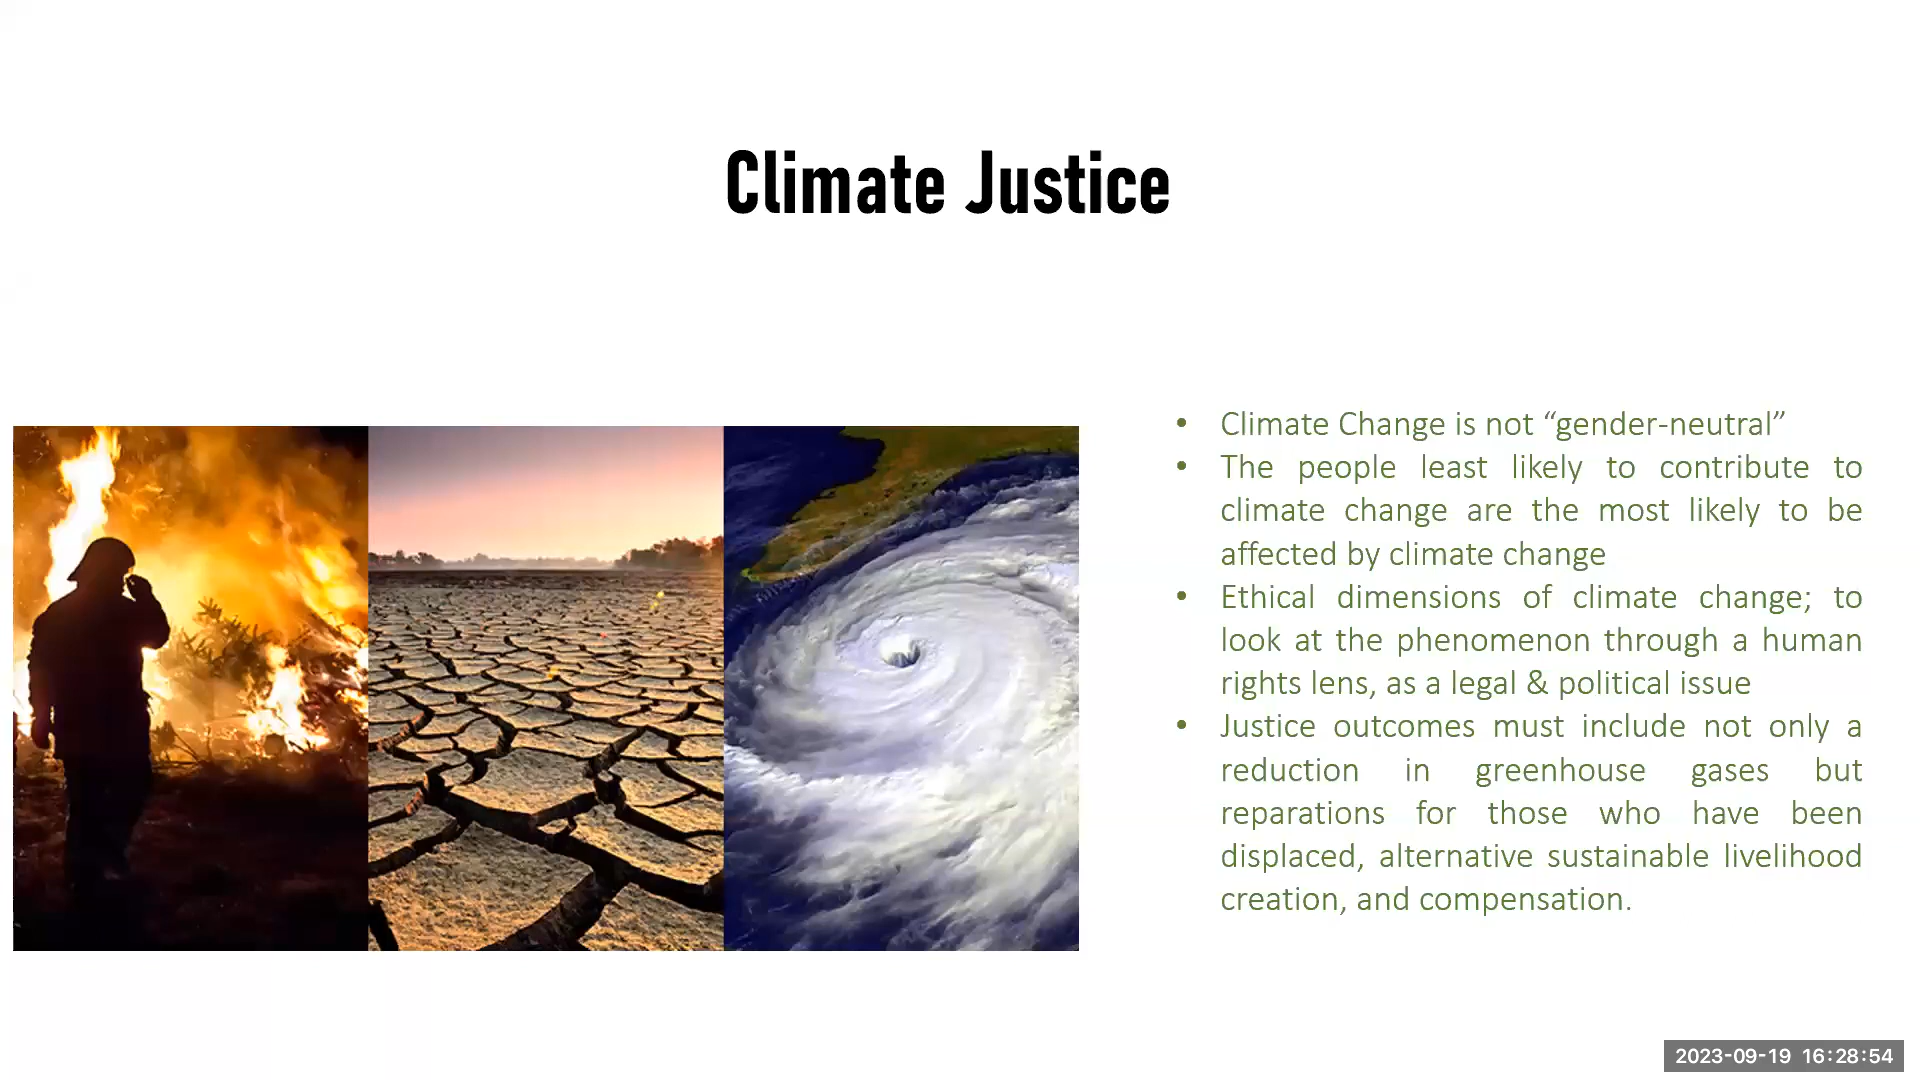 Climate Justice
• Climate Change is not “gender-neutral”
• The people least likely to contribute to
climate change are the most likely to be
affected by climate change
• Ethical dimensions of climate change; to
look at the phenomenon through a human
rights lens, as a legal & political issue
• Justice outcomes must include not only a
reduction in greenhouse gases but
reparations for those who have been
displaced, alternative sustainable livelihood
creation, and compensation.
2023-09-19 16:28:54